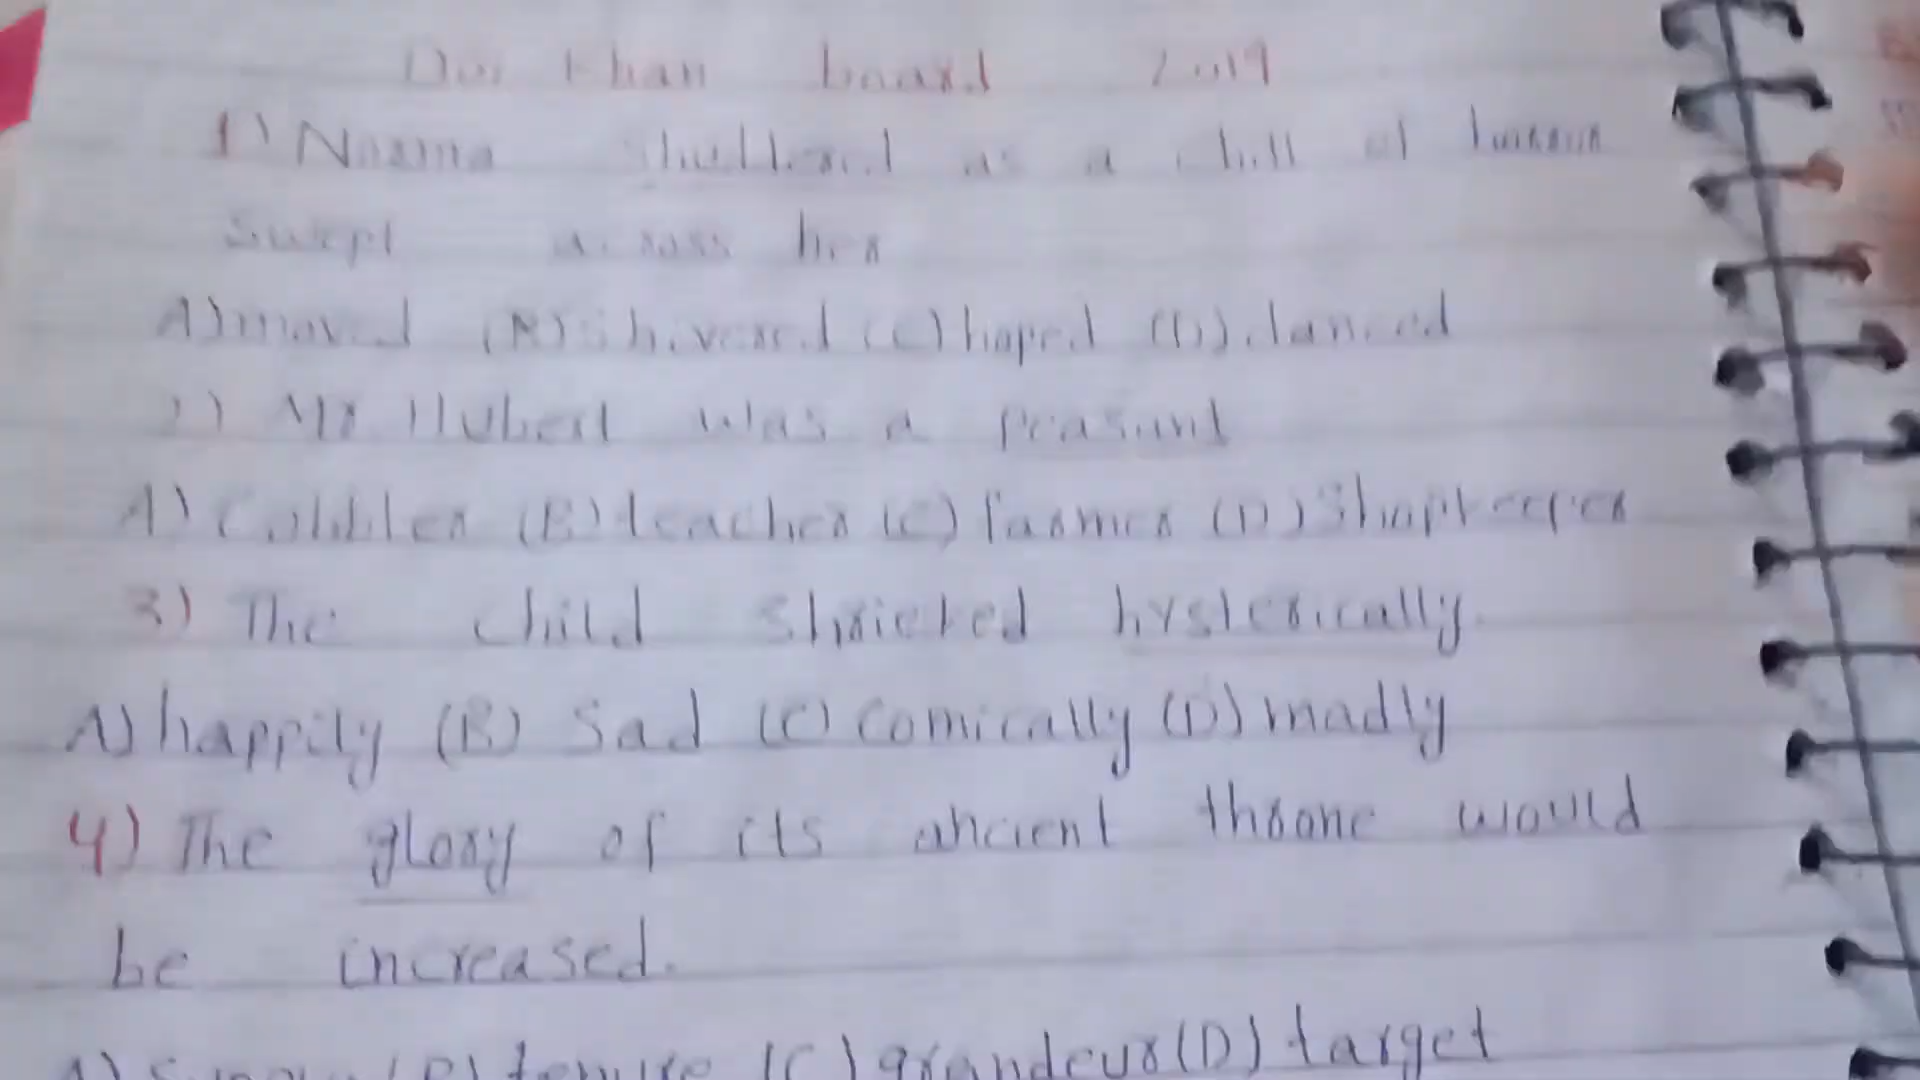 Khan board 2019
1) Norma shuddered as a chill of horror
swept across her
A) moved (B) shivered (C) hoped (D) danced
2) Mr. Hubert was a peasant
A) Cobbler (B) teacher (C) farmer (D) Shopkeeper
3) The child shrieked hysterically.
A) happily (B) Sad (C) Comically (D) madly
4) The glory of its ancient throne would
be increased.
(B) tenure (C) grandeur (D) target